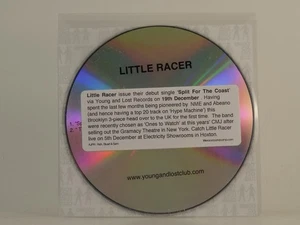 LITTLE RACER
Little Racer issue their debut single 'Split For The Coast'
via Young and Lost Records on 19th December. Having
spent the last few months being pioneered by NME and Abeano
(and hence having a top 20 track on 'Hype Machine') this
Brooklyn 3-piece head over to the UK for the first time. The band
were recently chosen as 'Ones to Watch' at this years' CMJ after
selling out the Gramacy Theatre in New York. Catch Little Racer
live on 5th December at Electricity Showrooms in Hoxton.
www.youngandlostclub.com